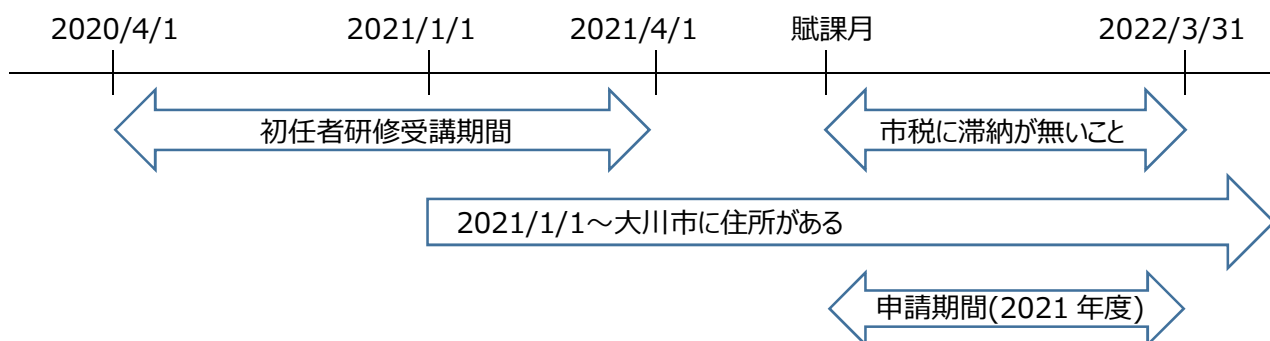 2020/4/1 2021/1/1 2021/4/1 賦課月 2022/3/31
初任者研修受講期間 市税に滞納が無いこと
2021/1/1～大川市に住所がある
申請期間(2021 年度)